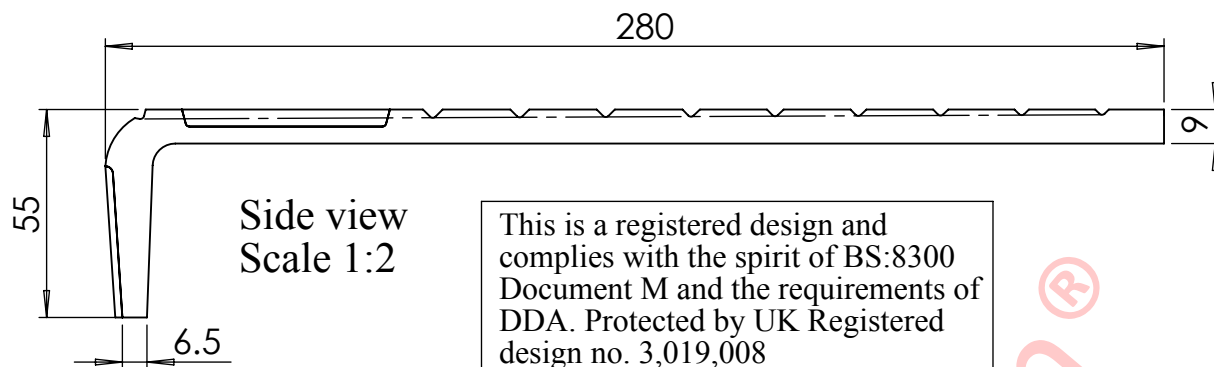 280
9
55
Side view
Scale 1:2
6.5
This is a registered design and
complies with the spirit of BS:8300
Document M and the requirements of
DDA. Protected by UK Registered
design no. 3,019,008
®